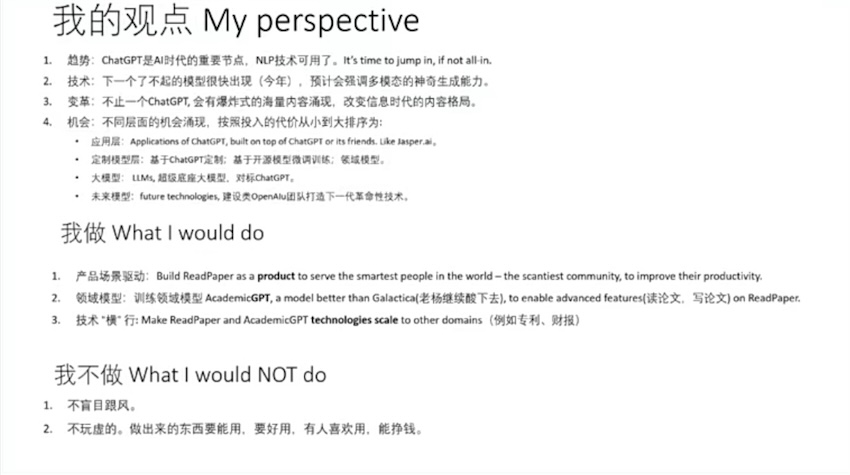 我的观点 My perspective
1. 趋势：ChatGPT是AI时代的重要节点，NLP技术可用了。It's time to jump in, if not all-in.
2. 技术：下一个了不起的模型很快出现（今年），预计会强调多模态的神奇生成能力。
3. 变革：不止一个ChatGPT, 会有爆炸式的海量内容涌现，改变信息时代的内容格局。
4. 机会：不同层面的机会涌现，按照投入的代价从小到大排序为:
• 应用层：Applications of ChatGPT, built on top of ChatGPT or its friends. Like Jasper.ai。
• 定制模型层：基于ChatGPT定制；基于开源模型微调训练；领域模型。
• 大模型： LLMs, 超级底座大模型，对标ChatGPT。
• 未来模型：future technologies, 建设类OpenAIu团队打造下一代革命性技术。
我做 What I would do
1. 产品场景驱动：Build ReadPaper as a product to serve the smartest people in the world – the scantiest community, to improve their productivity.
2. 领域模型：训练领域模型 AcademicGPT, a model better than Galactica(老杨继续酸下去), to enable advanced features(读论文，写论文) on ReadPaper.
3. 技术 “横” 行: Make ReadPaper and AcademicGPT technologies scale to other domains（例如专利、财报）
我不做 What I would NOT do
1. 不盲目跟风。
2. 不玩虚的。做出来的东西要能用，要好用，有人喜欢用，能挣钱。